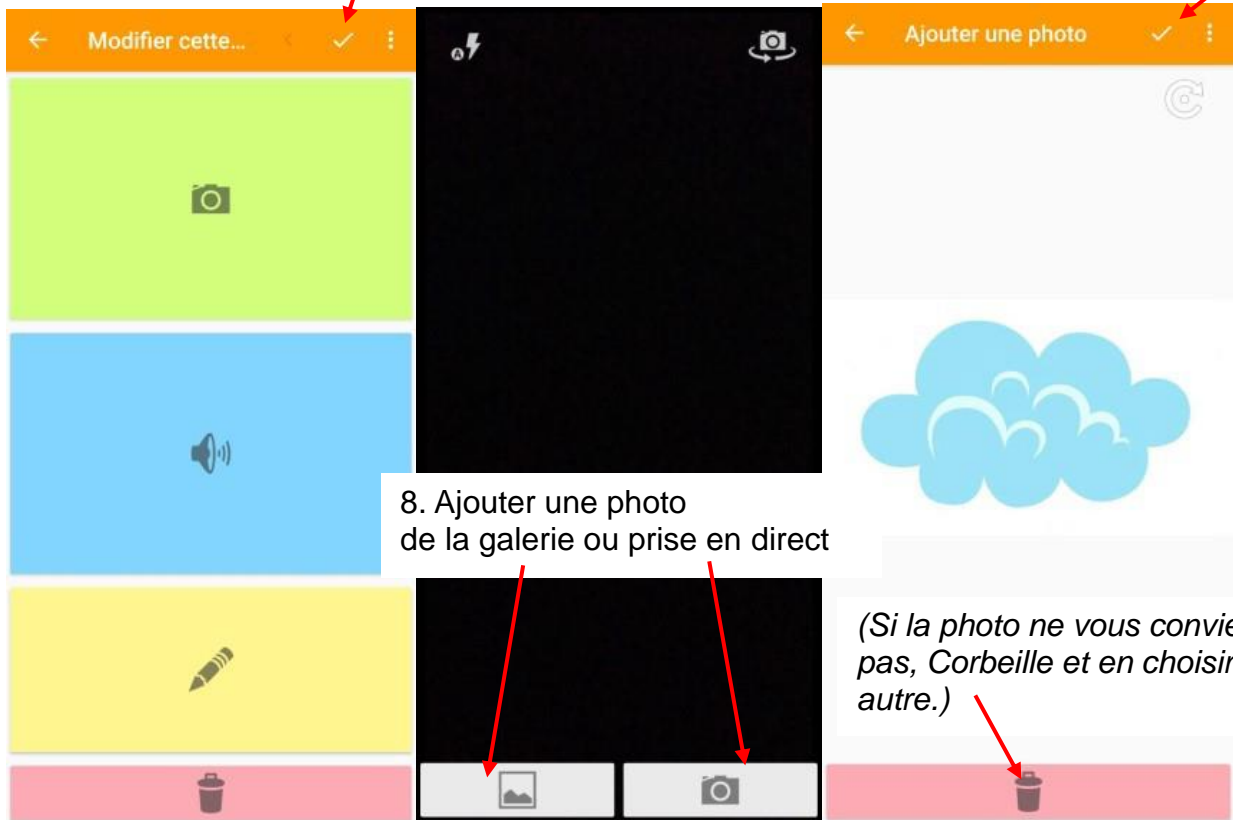 Modifier cette...
Ajouter une photo
8. Ajouter une photo
de la galerie ou prise en direct
(Si la photo ne vous convie
pas, Corbeille et en choisir
autre.)